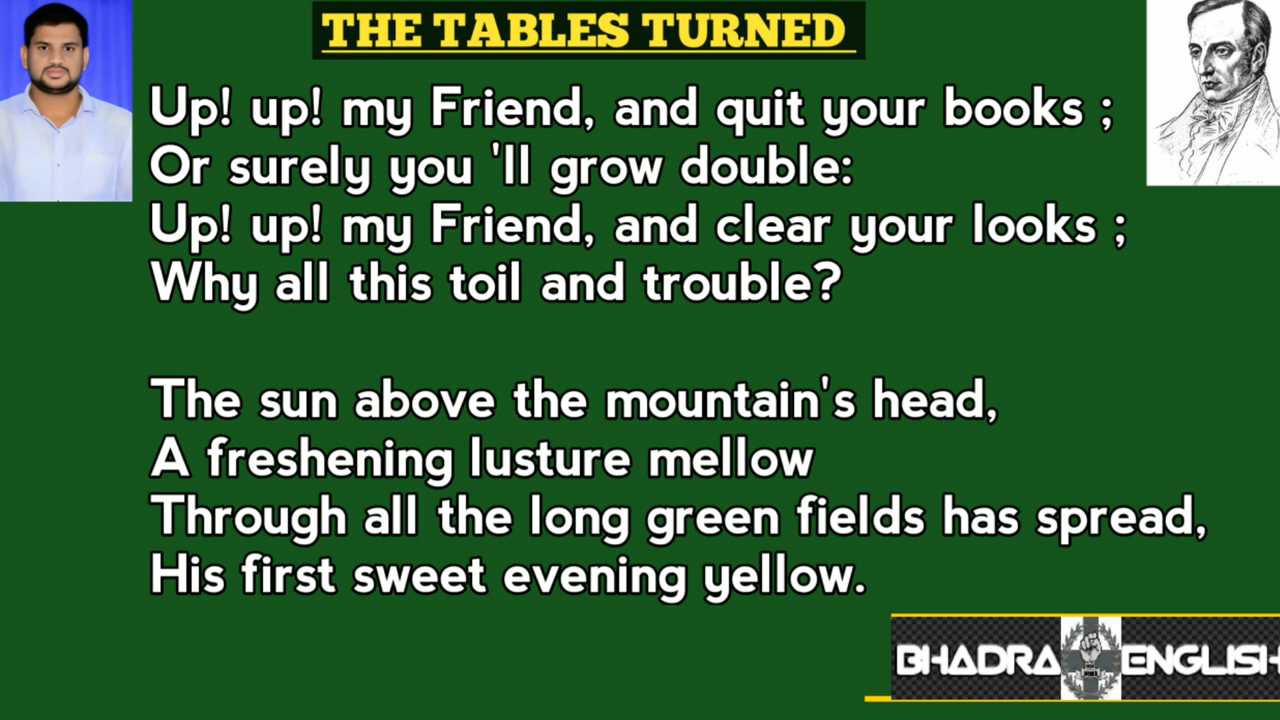 THE TABLES TURNED
Up! up! my Friend, and quit your books ;
Or surely you 'll grow double:
Up! up! my Friend, and clear your looks ;
Why all this toil and trouble?
The sun above the mountain's head,
A freshening lusture mellow
Through all the long green fields has spread,
His first sweet evening yellow.
BHADRA ENGLISH